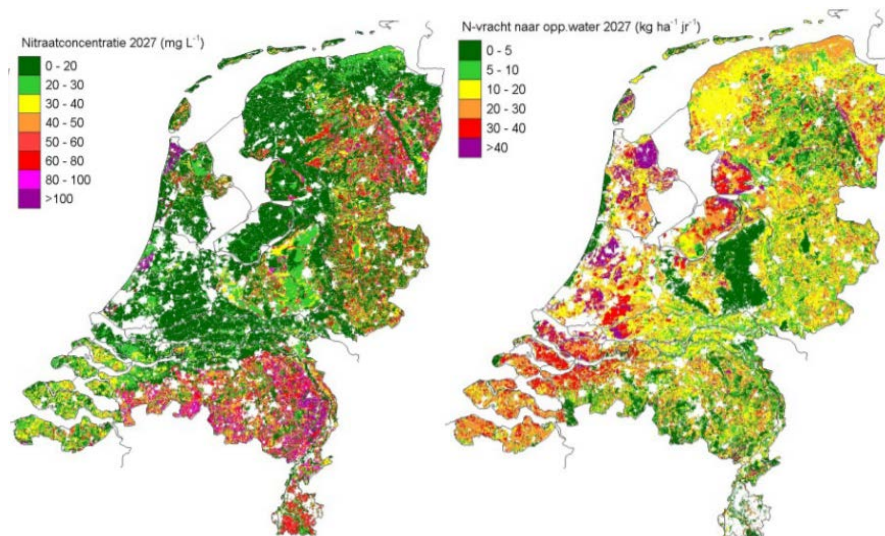 Nitraatconcentratie 2027 (mg L⁻¹)
0 - 20
20 - 30
30 - 40
40 - 50
50 - 60
60 - 80
80 - 100
>100
N-vracht naar opp.water 2027 (kg ha⁻¹ jr⁻¹)
0 - 5
5 - 10
10 - 20
20 - 30
30 - 40
>40